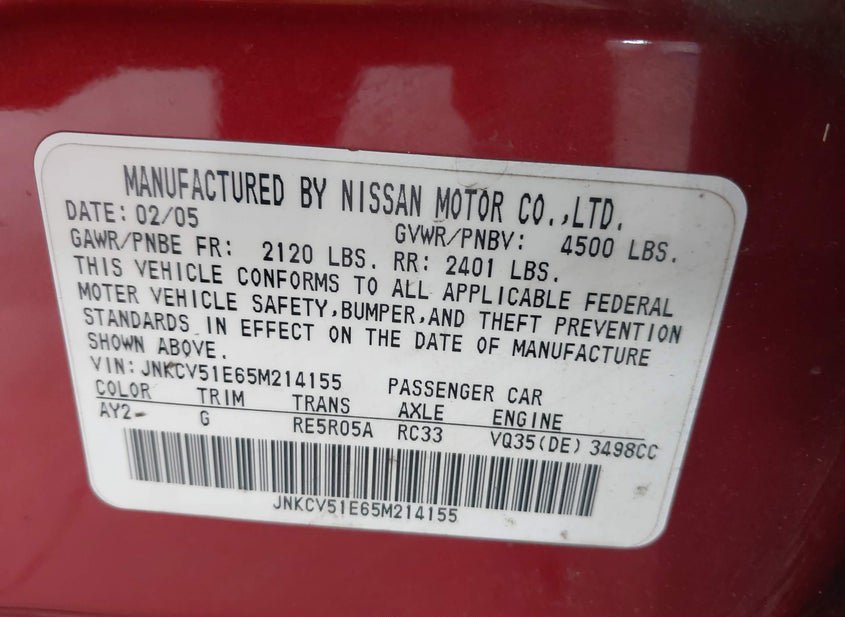 MANUFACTURED BY NISSAN MOTOR CO.,LTD.
DATE: 02/05 GVWR/PNBV: 4500 LBS.
GAWR/PNBE FR: 2120 LBS. RR: 2401 LBS.
THIS VEHICLE CONFORMS TO ALL APPLICABLE FEDERAL
MOTER VEHICLE SAFETY,BUMPER,AND THEFT PREVENTION
STANDARDS IN EFFECT ON THE DATE OF MANUFACTURE
SHOWN ABOVE.
VIN: JNKCV51E65M214155 PASSENGER CAR
COLOR TRIM TRANS AXLE ENGINE
AY2- G RE5R05A RC33 VQ35(DE) 3498CC
JNKCV51E65M214155